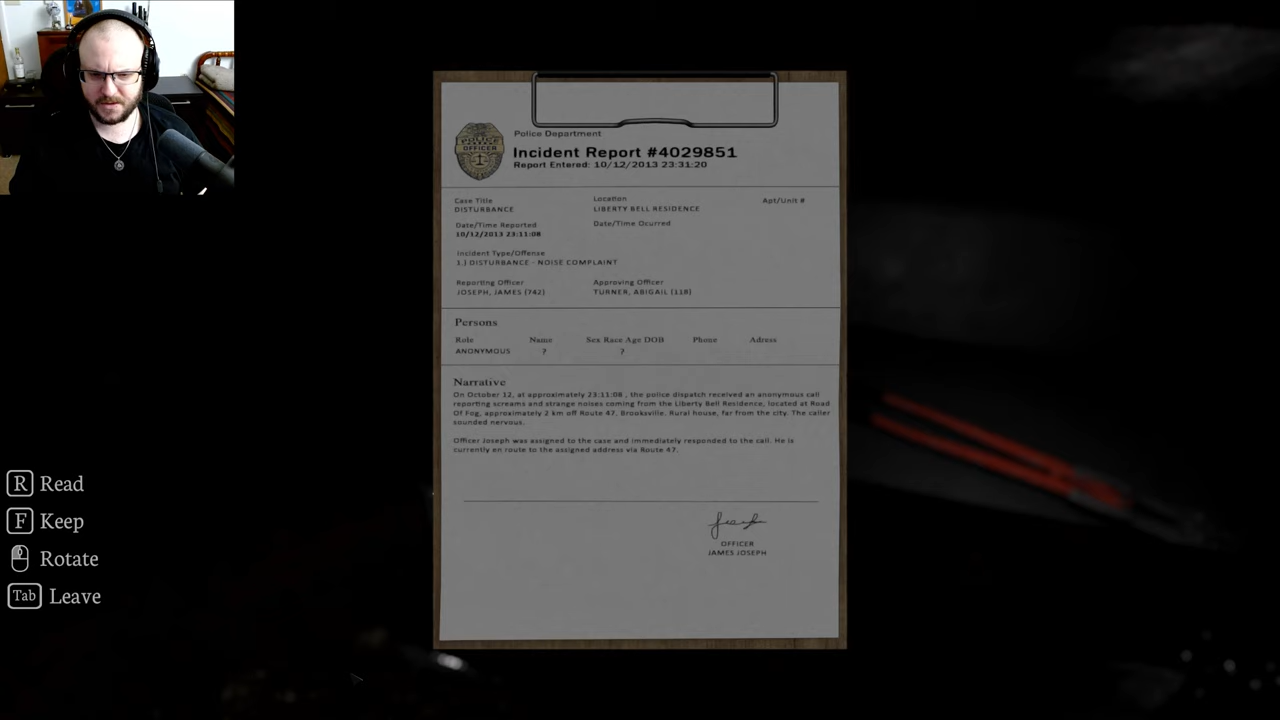 Police Department
Incident Report #4029851
Report Entered: 10/12/2013 23:31:20
POLICE
OFFICER
Case Title
DISTURBANCE
Location
LIBERTY BELL RESIDENCE
Apt/Unit #
Date/Time Reported
10/12/2013 23:11:08
Date/Time Ocurred
Incident Type/Offense
1.) DISTURBANCE - NOISE COMPLAINT
Reporting Officer
JOSEPH, JAMES (742)
Approving Officer
TURNER, ABIGAIL (118)
Persons
Role Name Sex Race Age DOB Phone Adress
ANONYMOUS ? ?
Narrative
On October 12, at approximately 23:11:08 , the police dispatch received an anonymous call
reporting screams and strange noises coming from the Liberty Bell Residence, located at Road
Of Fog, approximately 2 km off Route 47, Brooksville. Rural house, far from the city. The caller
sounded nervous.
Officer Joseph was assigned to the case and immediately responded to the call. He is
currently en route to the assigned address via Route 47.
OFFICER
JAMES JOSEPH
R Read
F Keep
Rotate
Tab Leave